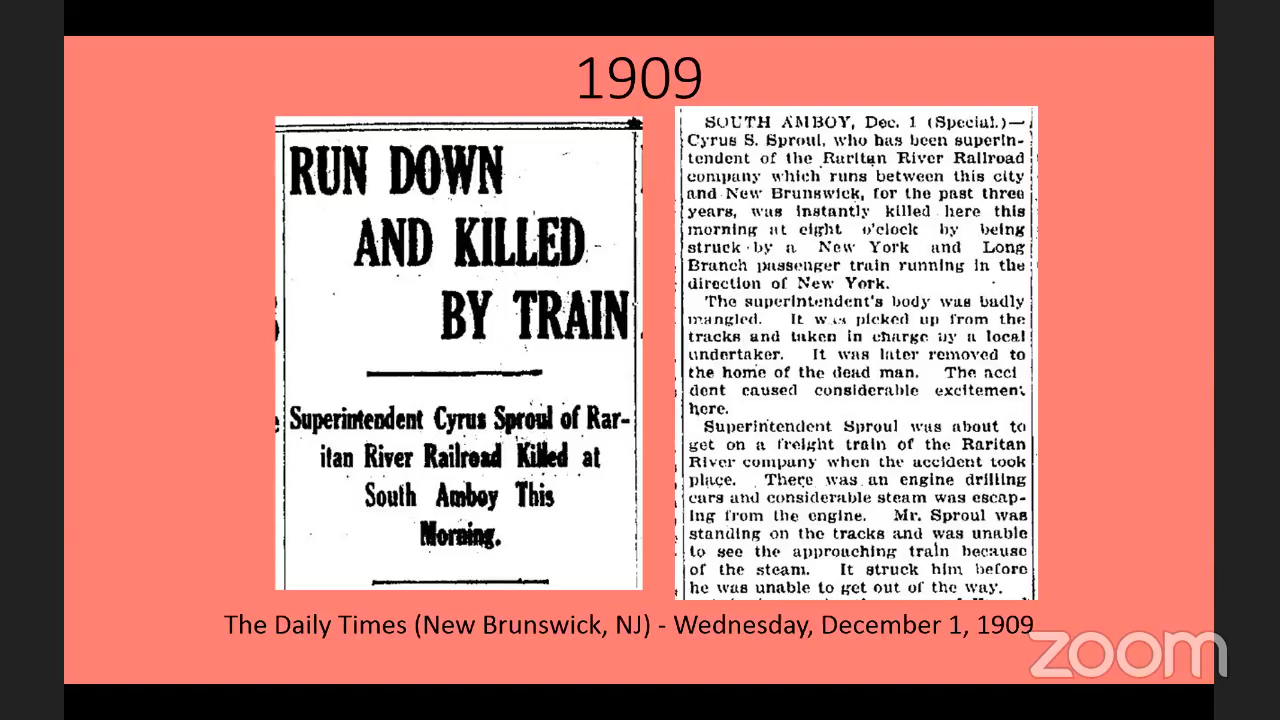 1909
RUN DOWN
AND KILLED
BY TRAIN
Superintendent Cyrus Sproul of Rar-
itan River Railroad Killed at
South Amboy This
Morning.
SOUTH AMBOY, Dec. 1 (Special.)—
Cyrus S. Sproul, who has been superin-
tendent of the Raritan River Railroad
company which runs between this city
and New Brunswick, for the past three
years, was instantly killed here this
morning at eight o'clock by being
struck by a New York and Long
Branch passenger train running in the
direction of New York.
The superintendent's body was badly
mangled. It was picked up from the
tracks and taken in charge by a local
undertaker. It was later removed to
the home of the dead man. The acci
dent caused considerable excitement
here.
Superintendent Sproul was about to
get on a freight train of the Raritan
River company when the accident took
place. There was an engine drilling
cars and considerable steam was escap-
ing from the engine. Mr. Sproul was
standing on the tracks and was unable
to see the approaching train because
of the steam. It struck him before
he was unable to get out of the way.
The Daily Times (New Brunswick, NJ) - Wednesday, December 1, 1909
zoom